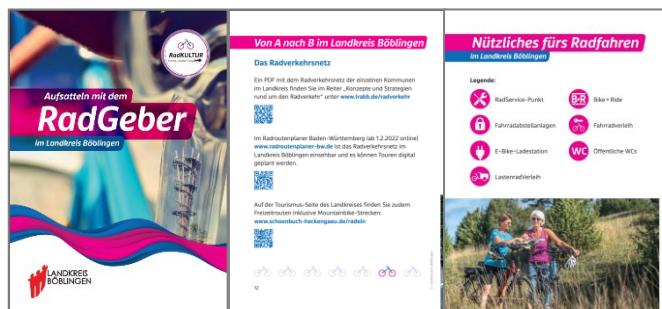 RadKULTUR
Aufsatteln mit dem
RadGeber
im Landkreis Böblingen
LANDKREIS
BÖBLINGEN
Von A nach B im Landkreis Böblingen
Das Radverkehrsnetz
Ein PDF mit dem Radverkehrsnetz der einzelnen Kommunen
im Landkreis finden Sie im Reiter „Konzepte und Strategien
rund um den Radverkehr“ unter www.lrabb.de/radverkehr
Im Radroutenplaner Baden-Württemberg (ab 1.2.2022 online)
www.radroutenplaner-bw.de ist das Radverkehrsnetz im
Landkreis Böblingen einsehbar und es können Touren digital
geplant werden.
Auf der Tourismus-Seite des Landkreises finden Sie zudem
Freizeitrouten inklusive Mountainbike-Strecken:
www.schoenbuch-heckengaeu.de/radeln
12
Nützliches fürs Radfahren
im Landkreis Böblingen
Legende:
RadService-Punkt
B+R Bike + Ride
Fahrradabstellanlagen
Fahrradverleih
E-Bike-Ladestation
WC Öffentliche WCs
LastenradVerleih